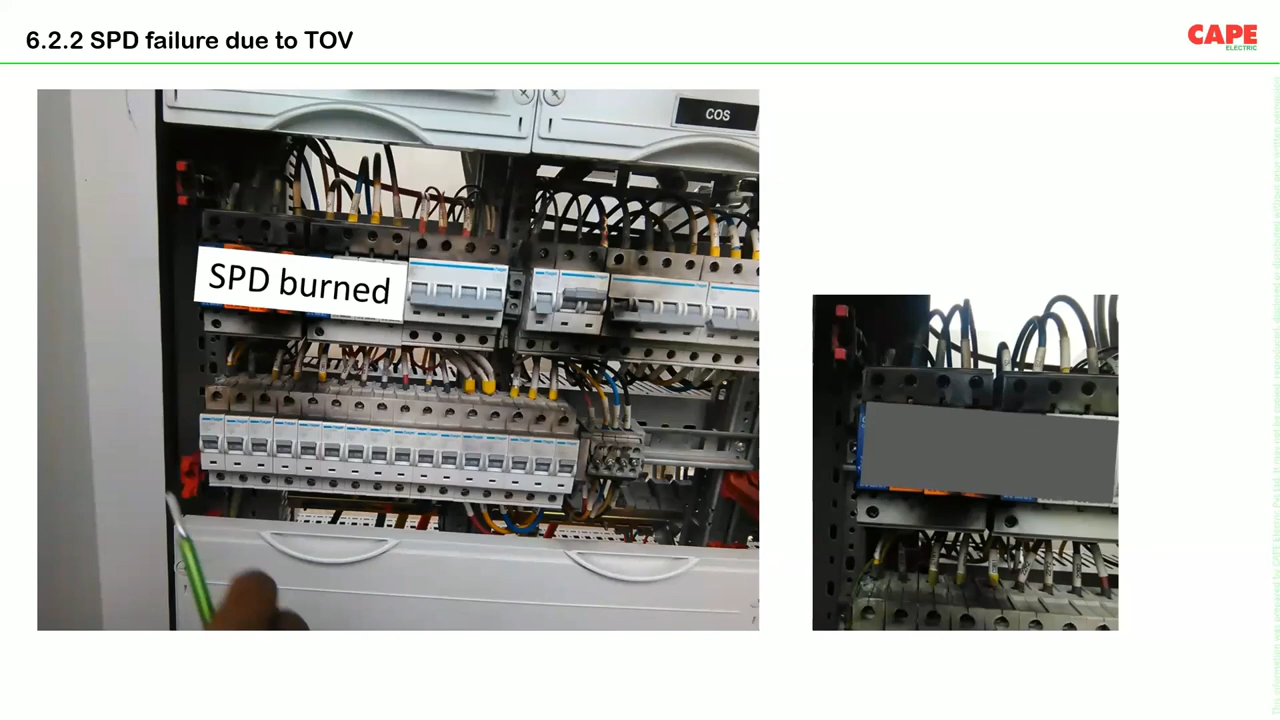 6.2.2 SPD failure due to TOV
CAPE
ELECTRIC
COS
SPD burned